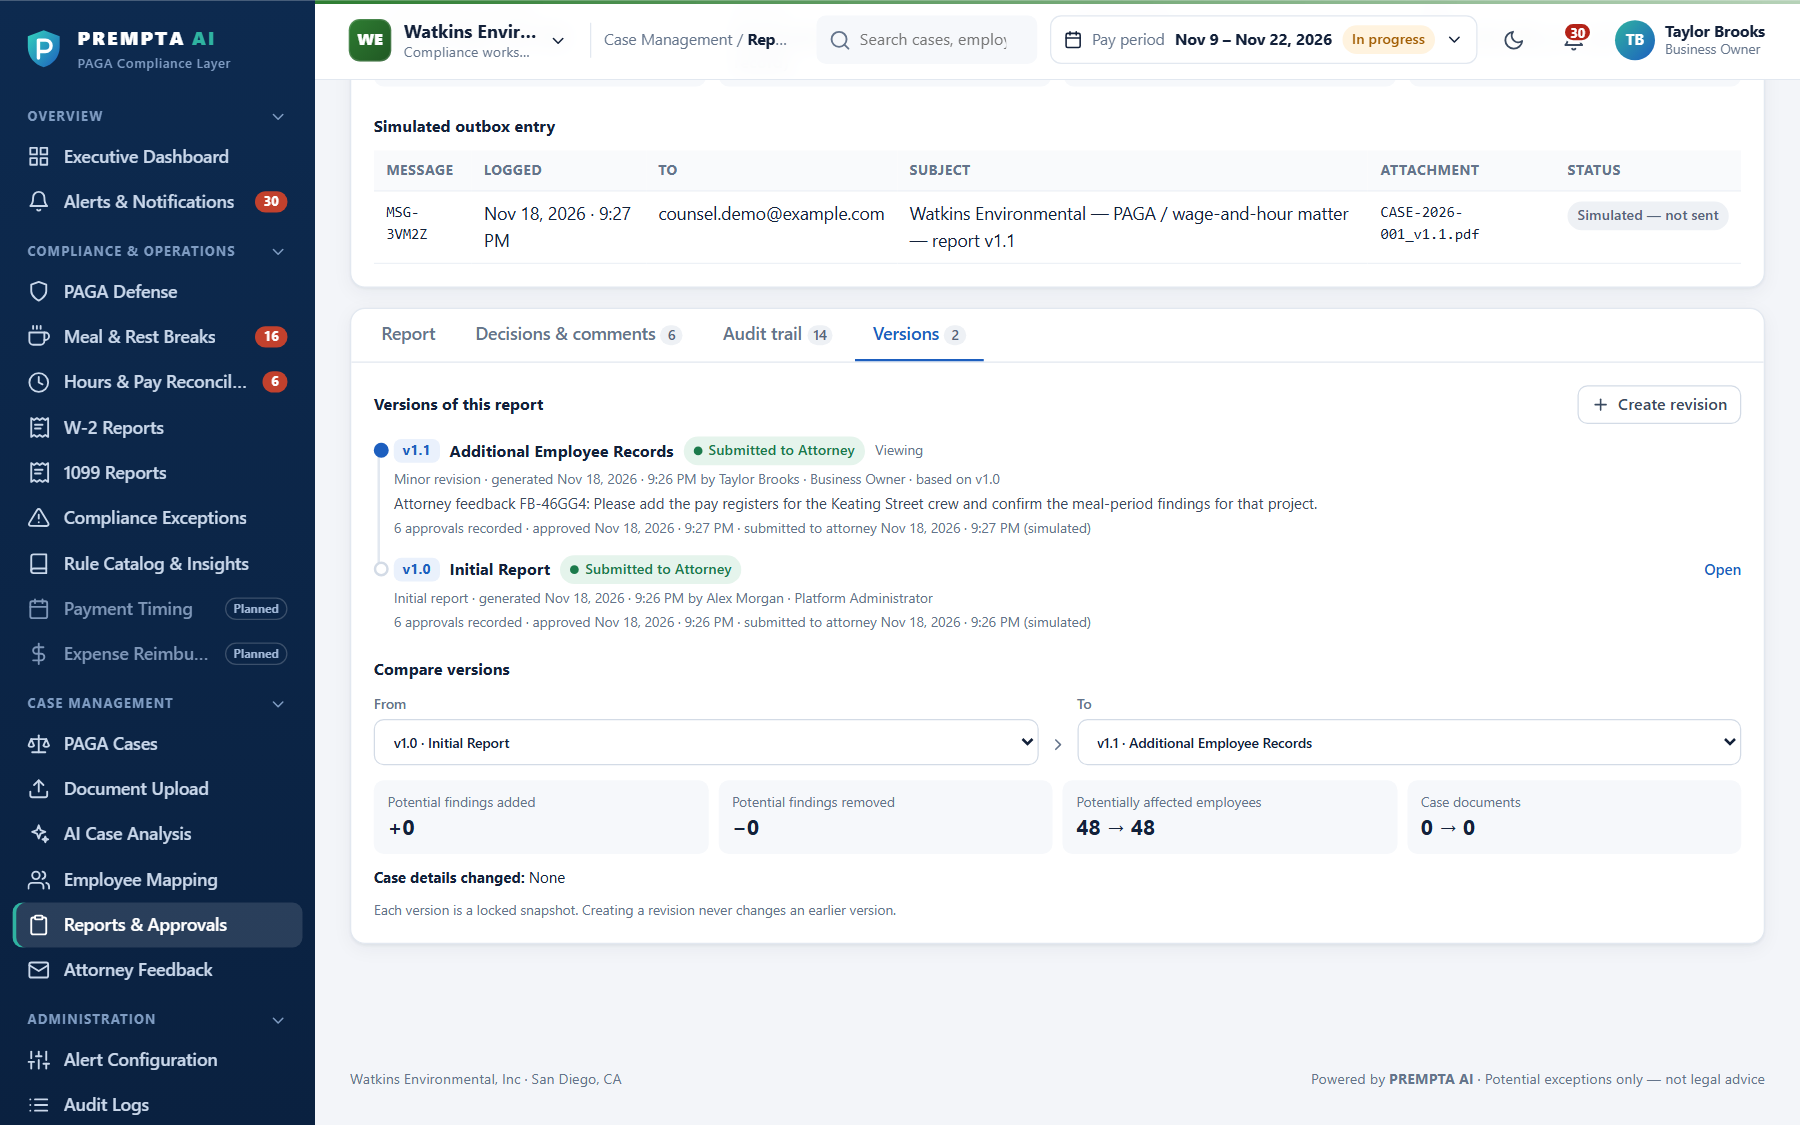 PREMPTA AI
PAGA Compliance Layer
OVERVIEW
Executive Dashboard
Alerts & Notifications 30
COMPLIANCE & OPERATIONS
PAGA Defense
Meal & Rest Breaks 16
Hours & Pay Reconcil... 6
W-2 Reports
1099 Reports
Compliance Exceptions
Rule Catalog & Insights
Payment Timing Planned
Expense Reimbu... Planned
CASE MANAGEMENT
PAGA Cases
Document Upload
AI Case Analysis
Employee Mapping
Reports & Approvals
Attorney Feedback
ADMINISTRATION
Alert Configuration
Audit Logs
WE
Watkins Envir...
Compliance works...
Case Management / Rep...
Search cases, employ
Pay period Nov 9 – Nov 22, 2026 In progress
30
TB
Taylor Brooks
Business Owner
Simulated outbox entry
MESSAGE LOGGED TO SUBJECT ATTACHMENT STATUS
MSG-3VM2Z Nov 18, 2026 · 9:27 PM counsel.demo@example.com Watkins Environmental — PAGA / wage-and-hour matter — report v1.1 CASE-2026-001_v1.1.pdf Simulated — not sent
Report Decisions & comments 6 Audit trail 14 Versions 2
Versions of this report
Create revision
v1.1 Additional Employee Records Submitted to Attorney Viewing
Minor revision · generated Nov 18, 2026 · 9:26 PM by Taylor Brooks · Business Owner · based on v1.0
Attorney feedback FB-46GG4: Please add the pay registers for the Keating Street crew and confirm the meal-period findings for that project.
6 approvals recorded · approved Nov 18, 2026 · 9:27 PM · submitted to attorney Nov 18, 2026 · 9:27 PM (simulated)
v1.0 Initial Report Submitted to Attorney Open
Initial report · generated Nov 18, 2026 · 9:26 PM by Alex Morgan · Platform Administrator
6 approvals recorded · approved Nov 18, 2026 · 9:26 PM · submitted to attorney Nov 18, 2026 · 9:26 PM (simulated)
Compare versions
From To
v1.0 · Initial Report v1.1 · Additional Employee Records
Potential findings added
+0
Potential findings removed
−0
Potentially affected employees
48 → 48
Case documents
0 → 0
Case details changed: None
Each version is a locked snapshot. Creating a revision never changes an earlier version.
Watkins Environmental, Inc · San Diego, CA
Powered by PREMPTA AI · Potential exceptions only — not legal advice